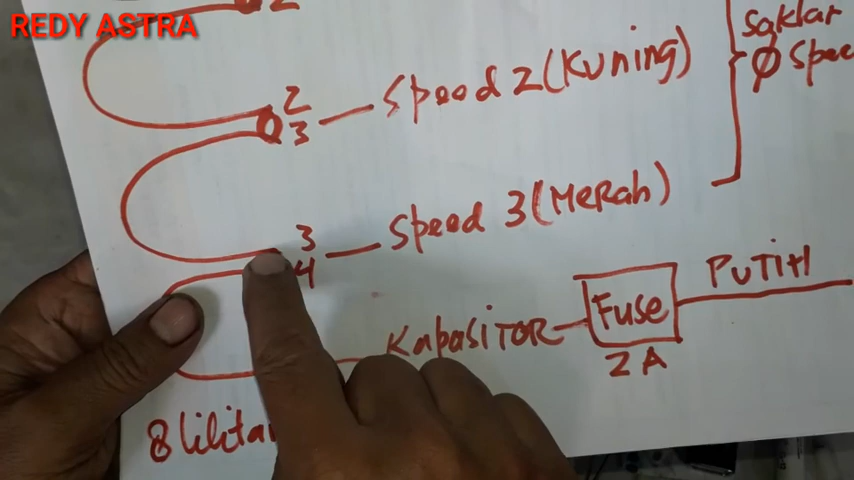 REDY ASTRA
2
Saklar
2
Speed 2 (Kuning)
3
3
Speed 3 (Merah)
4
PUTIH
Kapasitor
Fuse
2A